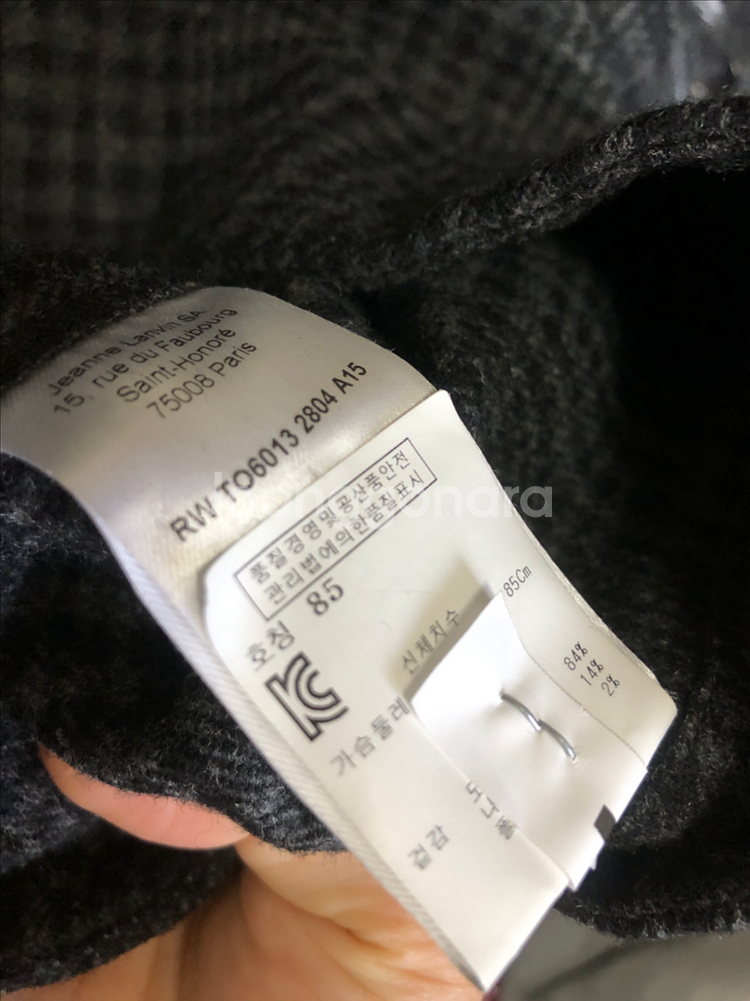 Jeanne Lanvin SA
15, rue du Faubourg
Saint-Honoré
75008 Paris
RW TO6013 2804 A15
품질경영및공산품안전
관리법에의한품질표시
호칭 85
신체치수
가슴둘레 85Cm
겉감
84%
14%
2%